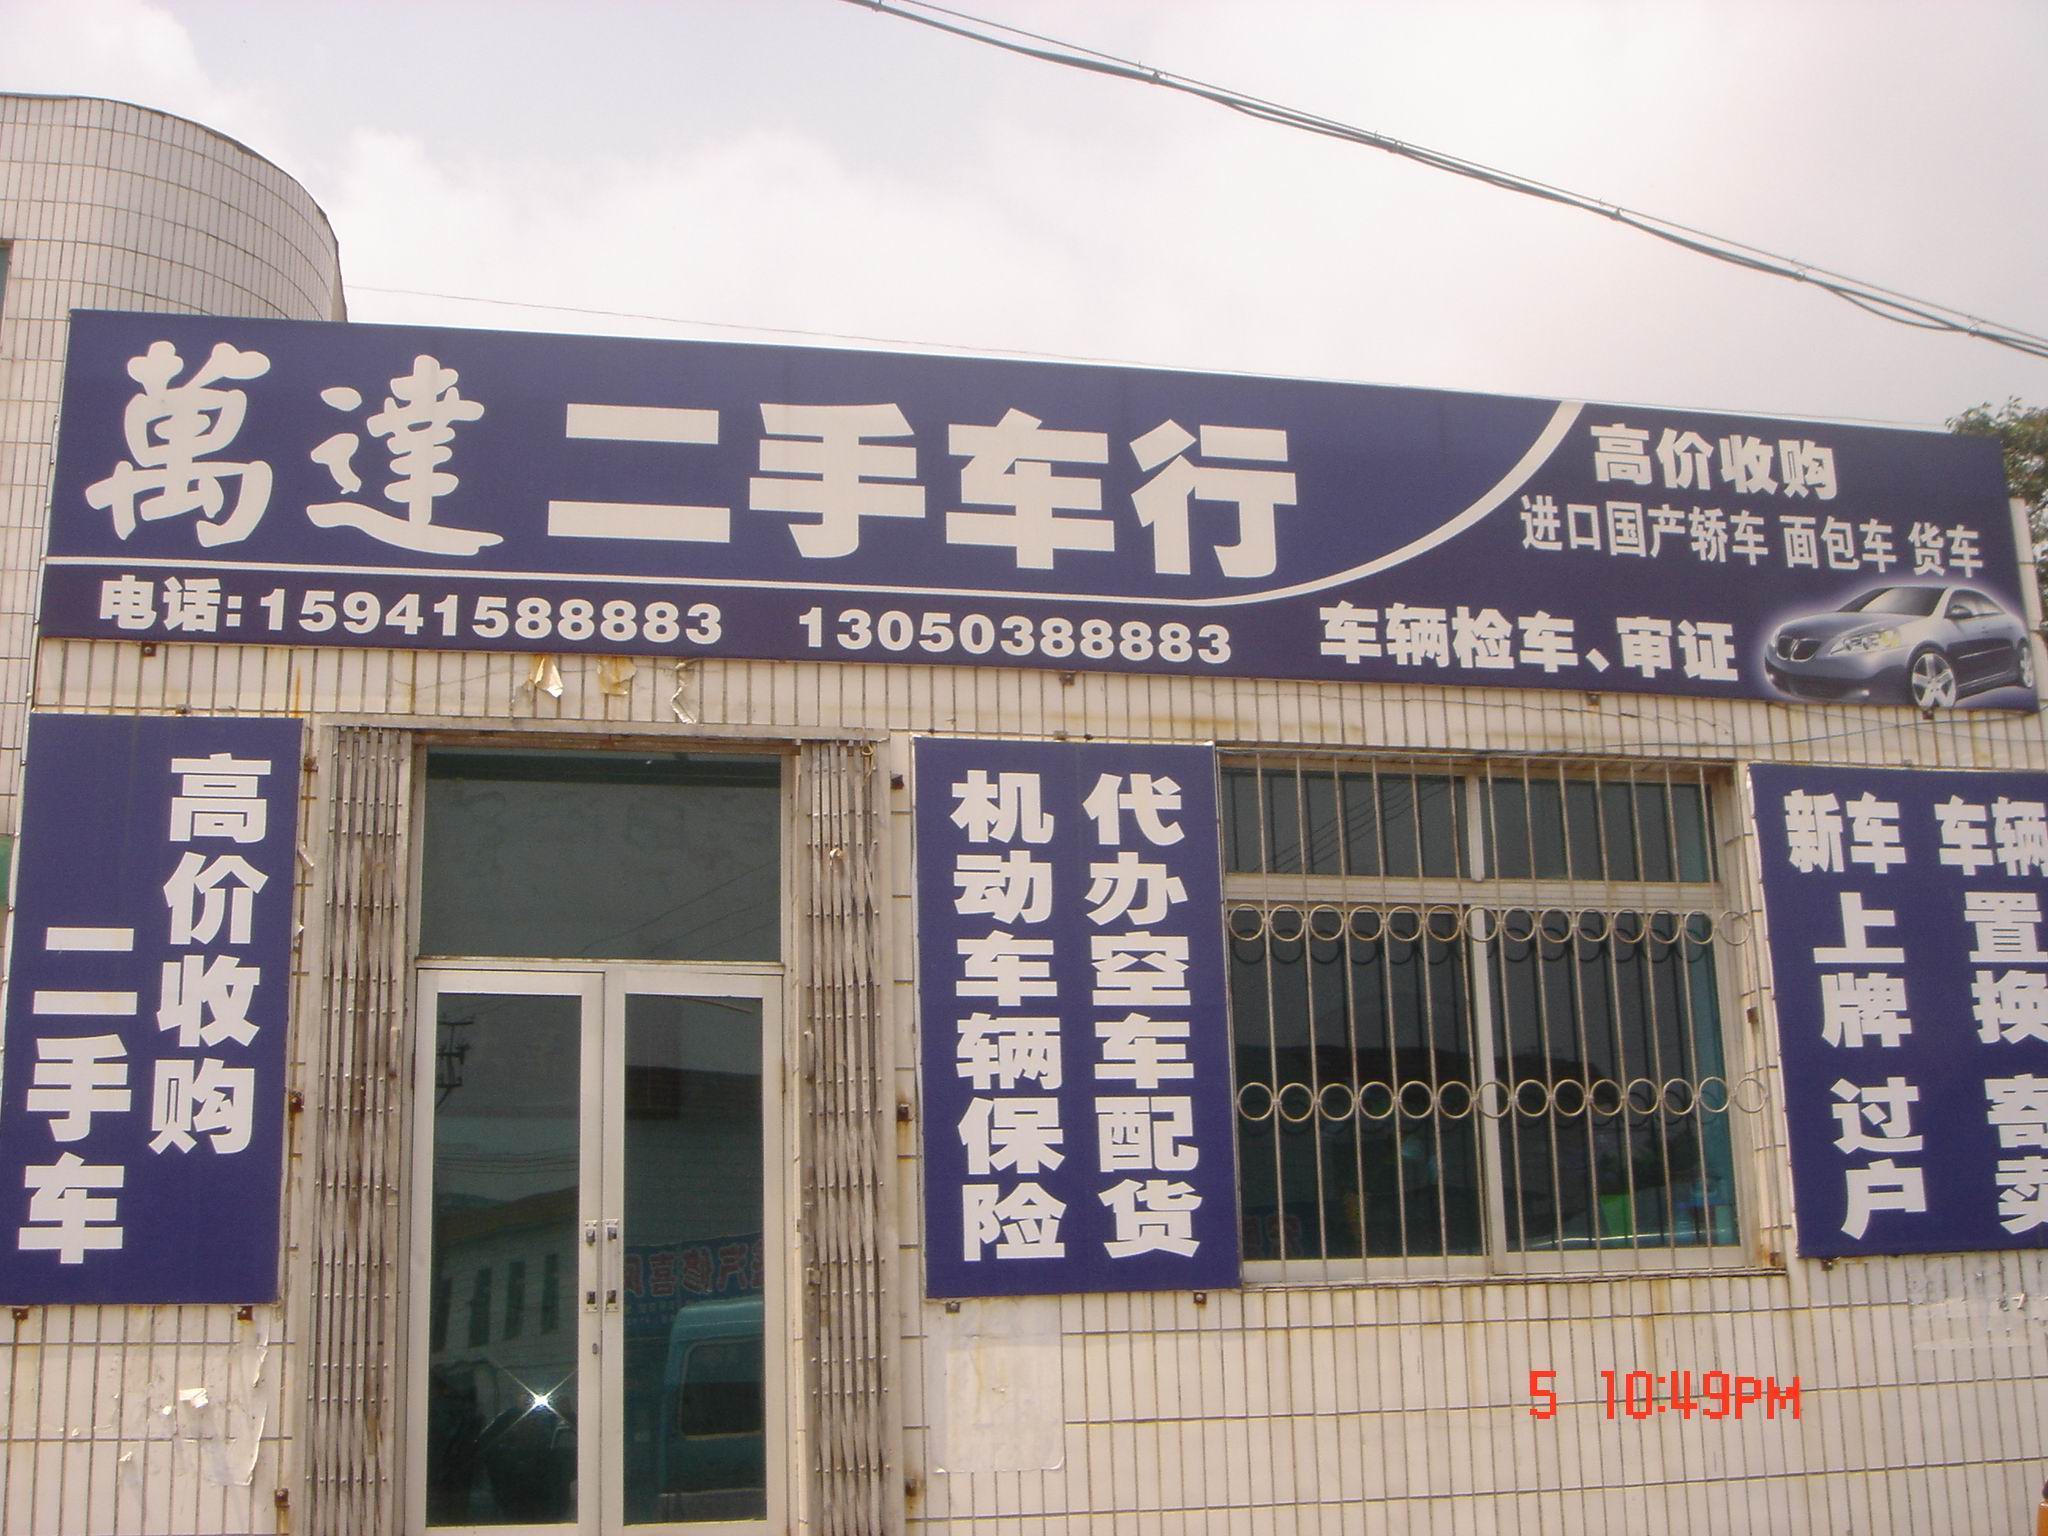 萬達二手车行
电话:15941588883 13050388883
高价收购
进口国产轿车 面包车 货车
车辆检车、审证
高价收购
二手车
代办空车配货
机动车辆保险
车辆置换 寄卖
新车上牌 过户
5 10:49PM